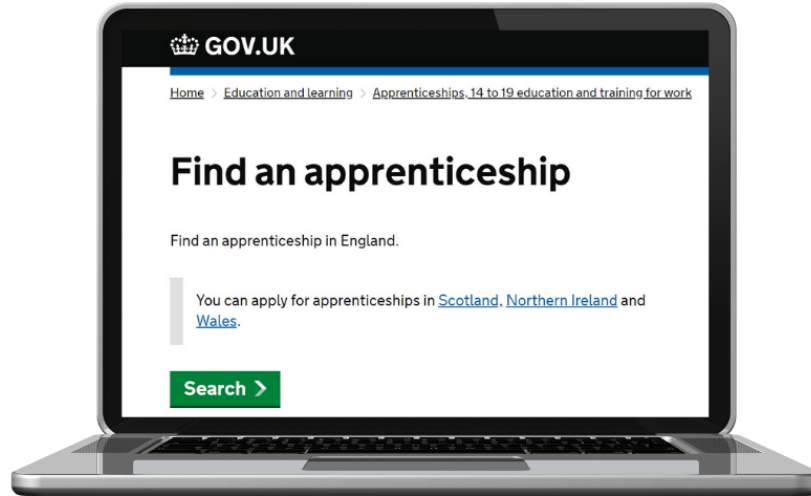 GOV.UK
Home > Education and learning > Apprenticeships, 14 to 19 education and training for work
Find an apprenticeship
Find an apprenticeship in England.
You can apply for apprenticeships in Scotland, Northern Ireland and
Wales.
Search >